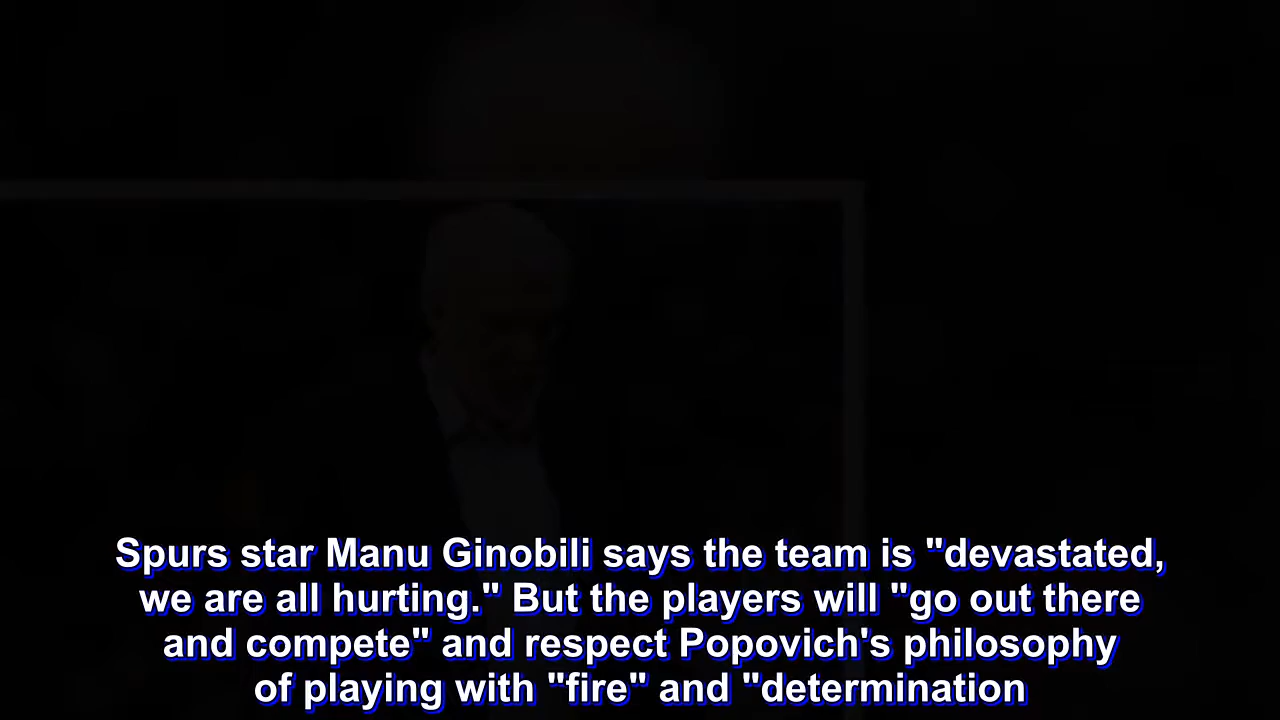 Spurs star Manu Ginobili says the team is "devastated,
we are all hurting." But the players will "go out there
and compete" and respect Popovich's philosophy
of playing with "fire" and "determination